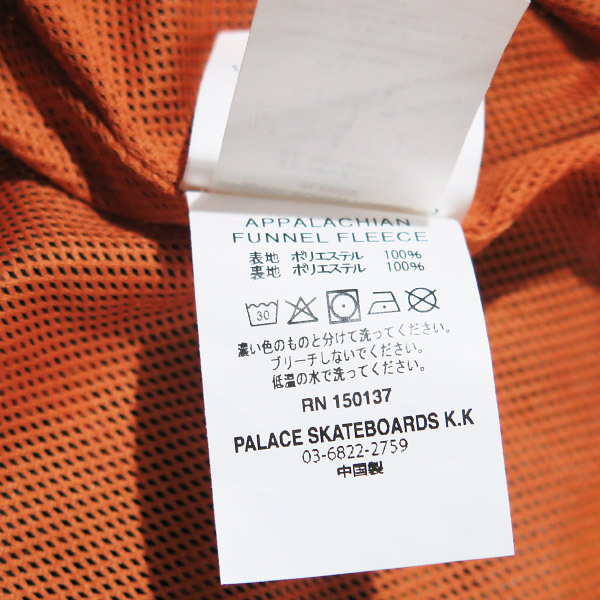 APPALACHIAN
FUNNEL FLEECE
表地 ポリエステル 100%
裏地 ポリエステル 100%
30
濃い色のものと分けて洗ってください。
ブリーチしないでください。
低温の水で洗ってください。
RN 150137
PALACE SKATEBOARDS K.K
03-6822-2759
中国製